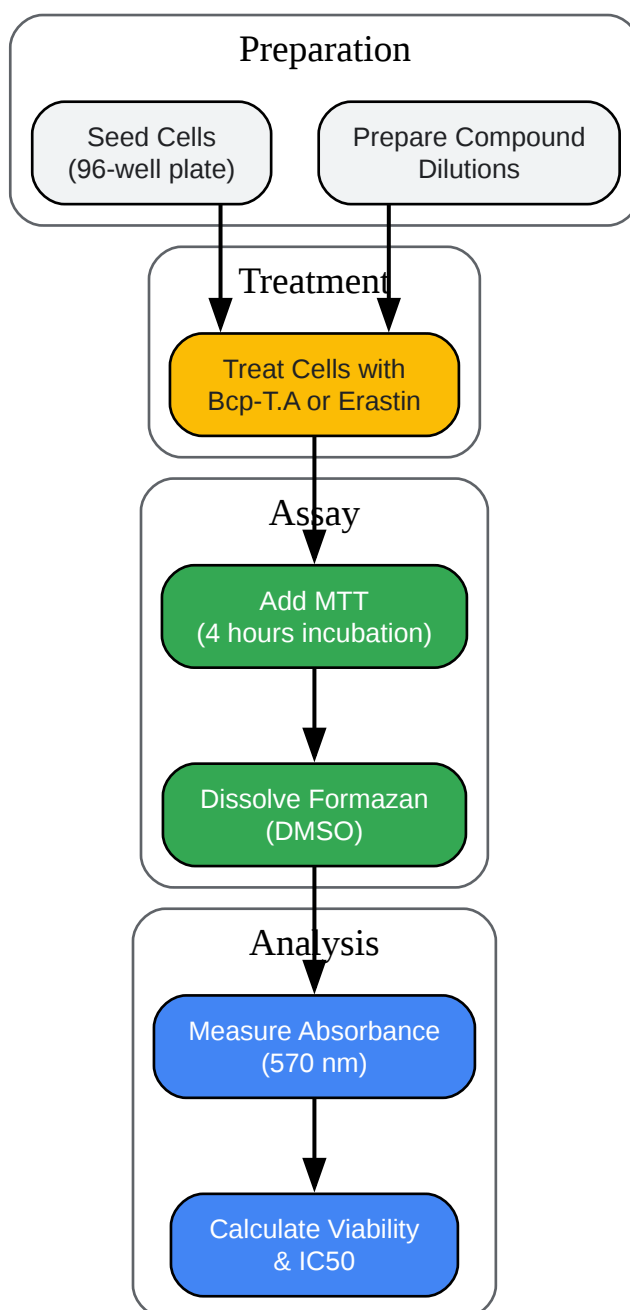 Preparation
Seed Cells
(96-well plate)
Prepare Compound
Dilutions
Treatment
Treat Cells with
Bcp-T.A or Erastin
Assay
Add MTT
(4 hours incubation)
Dissolve Formazan
(DMSO)
Analysis
Measure Absorbance
(570 nm)
Calculate Viability
& IC50